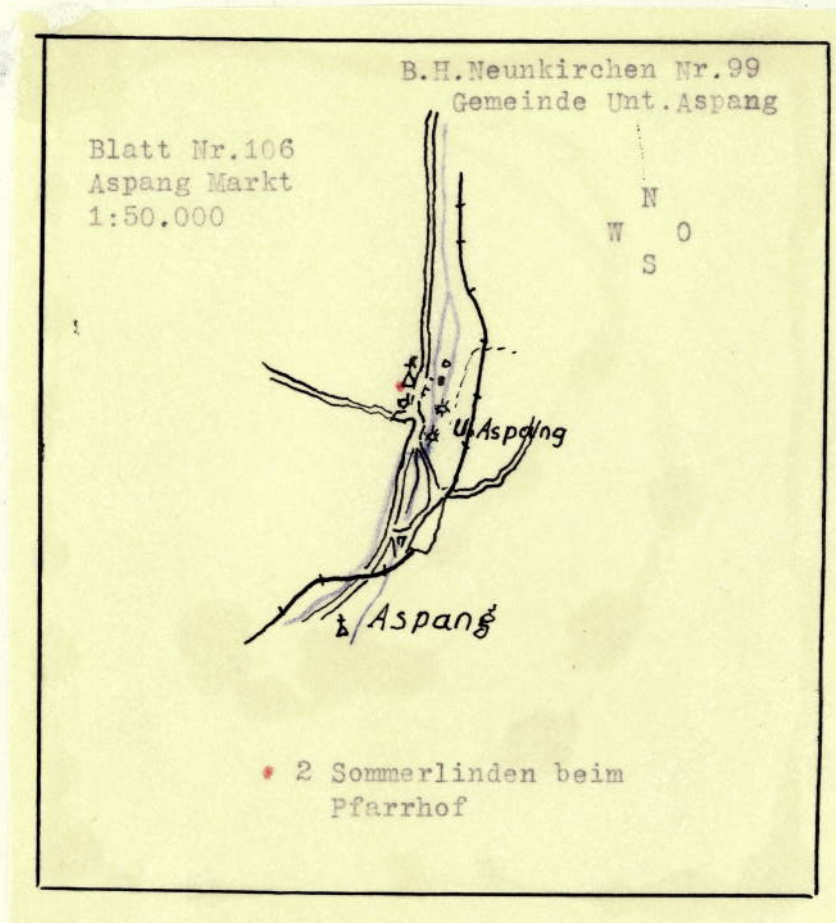 B.H.Neunkirchen Nr.99
Gemeinde Unt.Aspang
Blatt Nr.106
Aspang Markt
1:50.000
N
W O
S
U.Aspang
Aspang
2 Sommerlinden beim
Pfarrhof